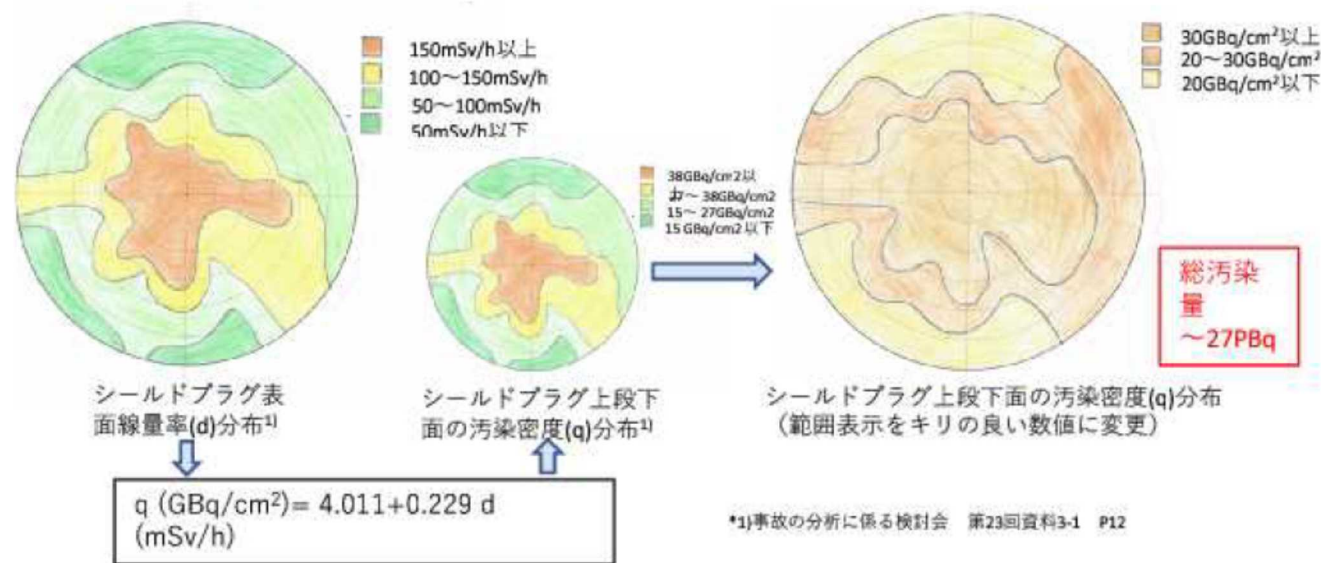 150mSv/h以上
100～150mSv/h
50～100mSv/h
50mSv/h以下
シールドプラグ表
面線量率(d)分布¹⁾
38GBq/cm2以
～ 38GBq/cm2
15～ 27GBq/cm2
15 GBq/cm2 以下
シールドプラグ上段下
面の汚染密度(q)分布¹⁾
30GBq/cm²以上
20～30GBq/cm²
20GBq/cm²以下
シールドプラグ上段下面の汚染密度(q)分布
（範囲表示をキリの良い数値に変更）
総汚染
量
～27PBq
q (GBq/cm²)= 4.011+0.229 d
(mSv/h)
*1)事故の分析に係る検討会　第23回資料3-1　P12